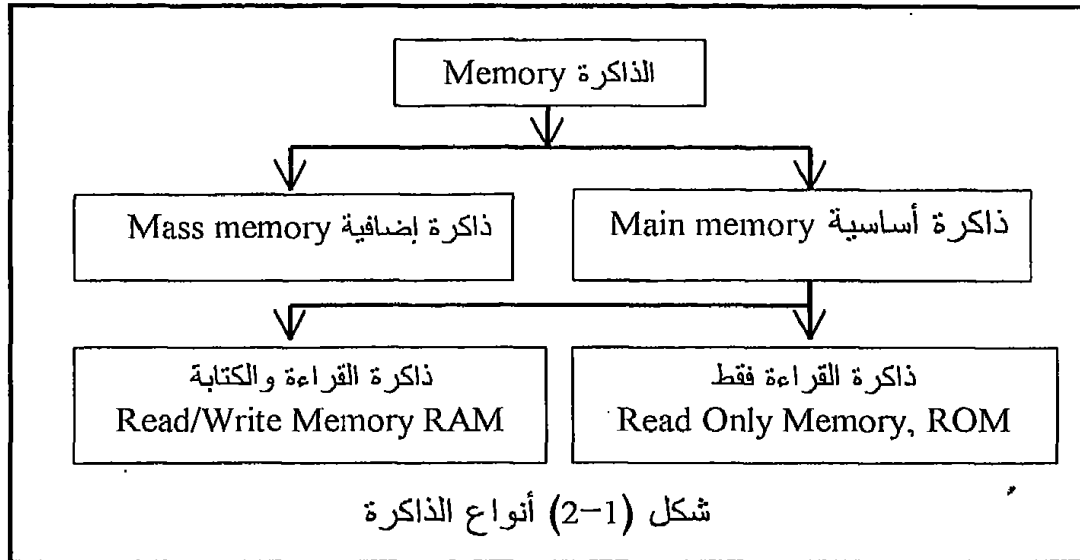 الذاكرة Memory
ذاكرة أساسية Main memory
ذاكرة إضافية Mass memory
ذاكرة القراءة فقط
Read Only Memory, ROM
ذاكرة القراءة والكتابة
Read/Write Memory RAM
شكل (1-2) أنواع الذاكرة